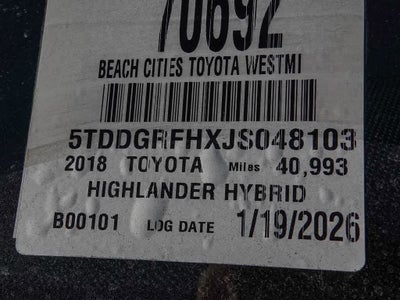 70692
BEACH CITIES TOYOTA WESTMI
5TDDGRFHXJS048103
2018 TOYOTA Miles 40,993
HIGHLANDER HYBRID
B00101 LOG DATE 1/19/2026